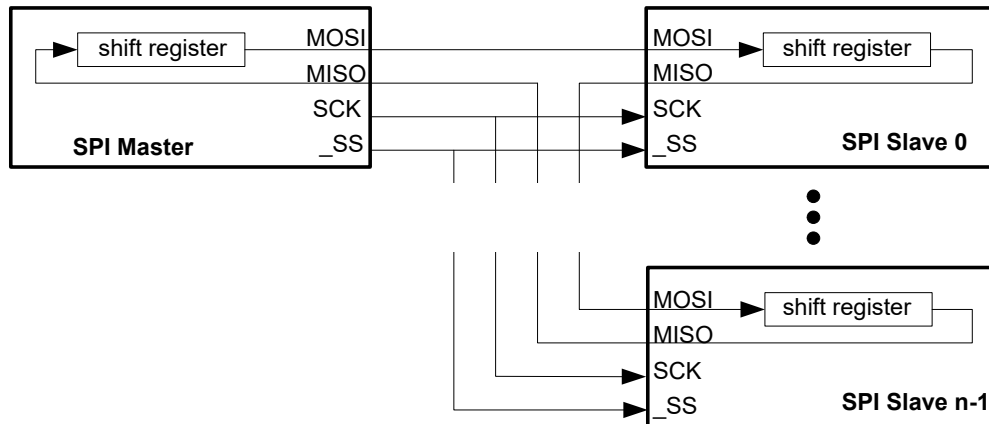 shift register
MOSI
MISO
SCK
_SS
SPI Master
MOSI
shift register
MISO
SCK
_SS
SPI Slave 0
MOSI
shift register
MISO
SCK
_SS
SPI Slave n-1